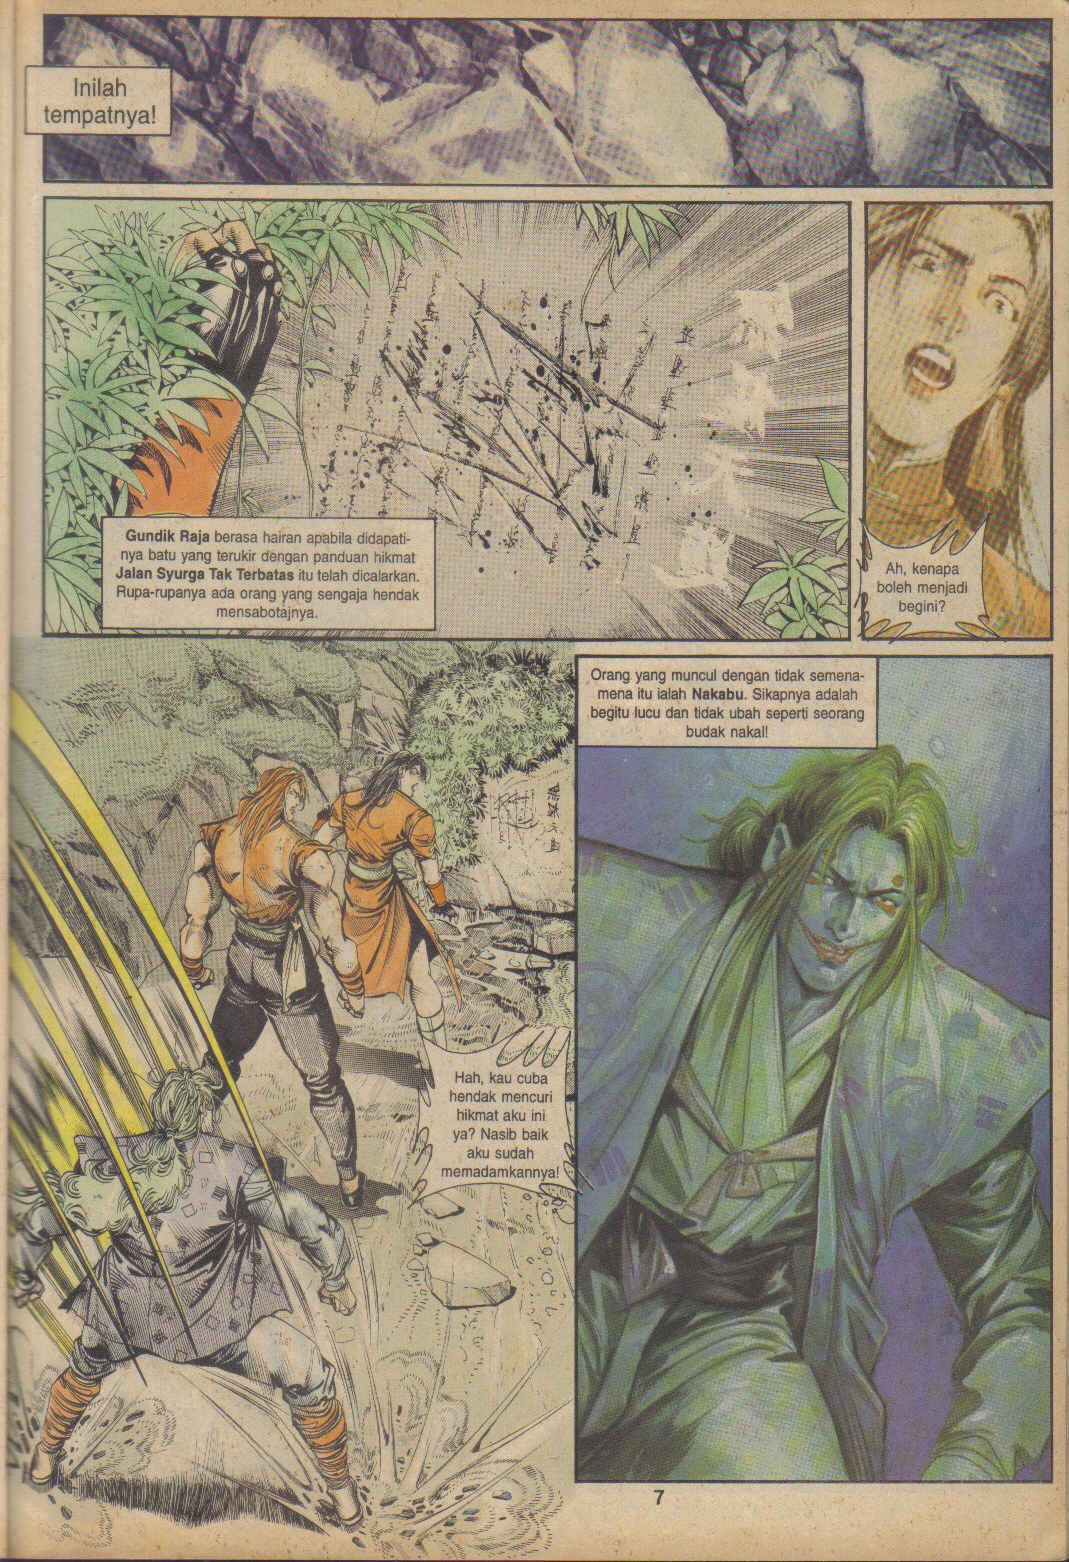 Inilah
tempatnya!
Gundik Raja berasa hairan apabila didapati-
nya batu yang terukir dengan panduan hikmat
Jalan Syurga Tak Terbatas itu telah dicalarkan.
Rupa-rupanya ada orang yang sengaja hendak
mensabotajnya.
Ah, kenapa
boleh menjadi
begini?
Orang yang muncul dengan tidak semena-
mena itu ialah Nakabu. Sikapnya adalah
begitu lucu dan tidak ubah seperti seorang
budak nakal!
Hah, kau cuba
hendak mencuri
hikmat aku ini
ya? Nasib baik
aku sudah
memadamkannya!
7